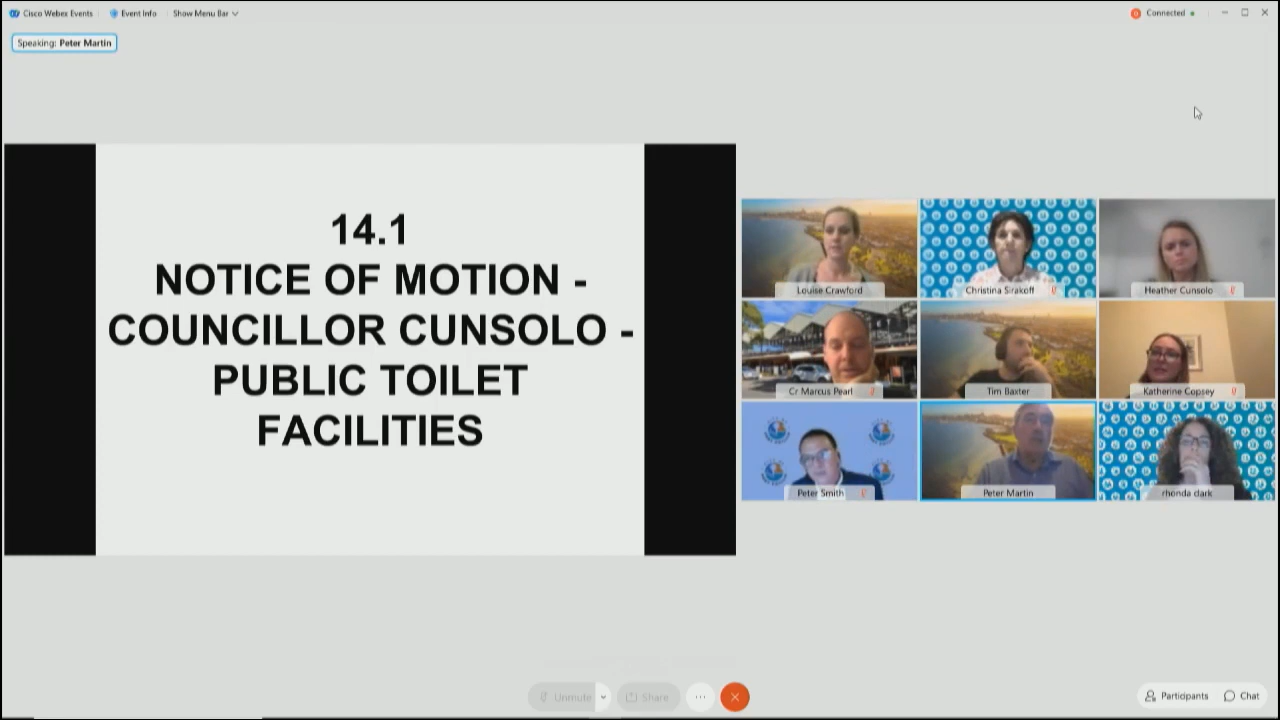 Cisco Webex Events
Event Info
Show Menu Bar
Connected
Speaking: Peter Martin
14.1
NOTICE OF MOTION -
COUNCILLOR CUNSOLO -
PUBLIC TOILET
FACILITIES
Louise Crawford
Christina Sirakoff
Heather Cunsolo
Cr Marcus Pearl
Tim Baxter
Katherine Copsey
Peter Smith
Peter Martin
rhonda clark
Unmute
Share
Participants
Chat